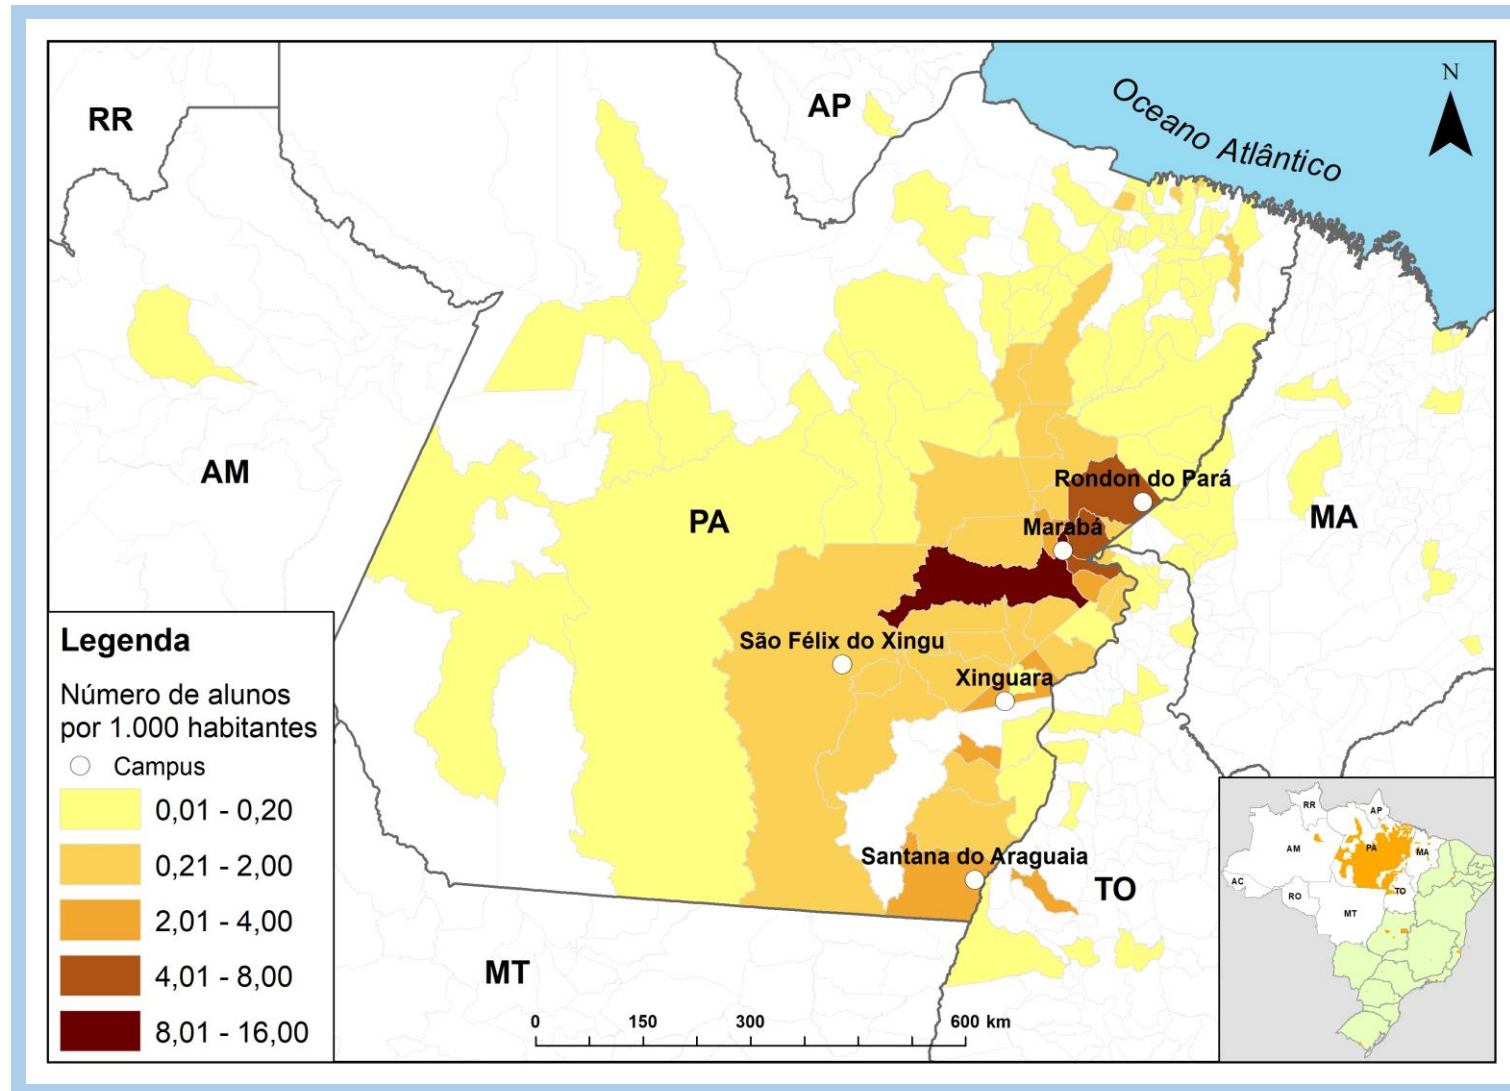 RR
AP
Oceano Atlântico
N
AM
PA
Rondon do Pará
Marabá
MA
São Félix do Xingu
Xinguara
Santana do Araguaia
TO
MT
Legenda
Número de alunos
por 1.000 habitantes
Campus
0,01 - 0,20
0,21 - 2,00
2,01 - 4,00
4,01 - 8,00
8,01 - 16,00
0 150 300 600 km
RR
AP
AM
PA
MA
AC
RO
TO
MT